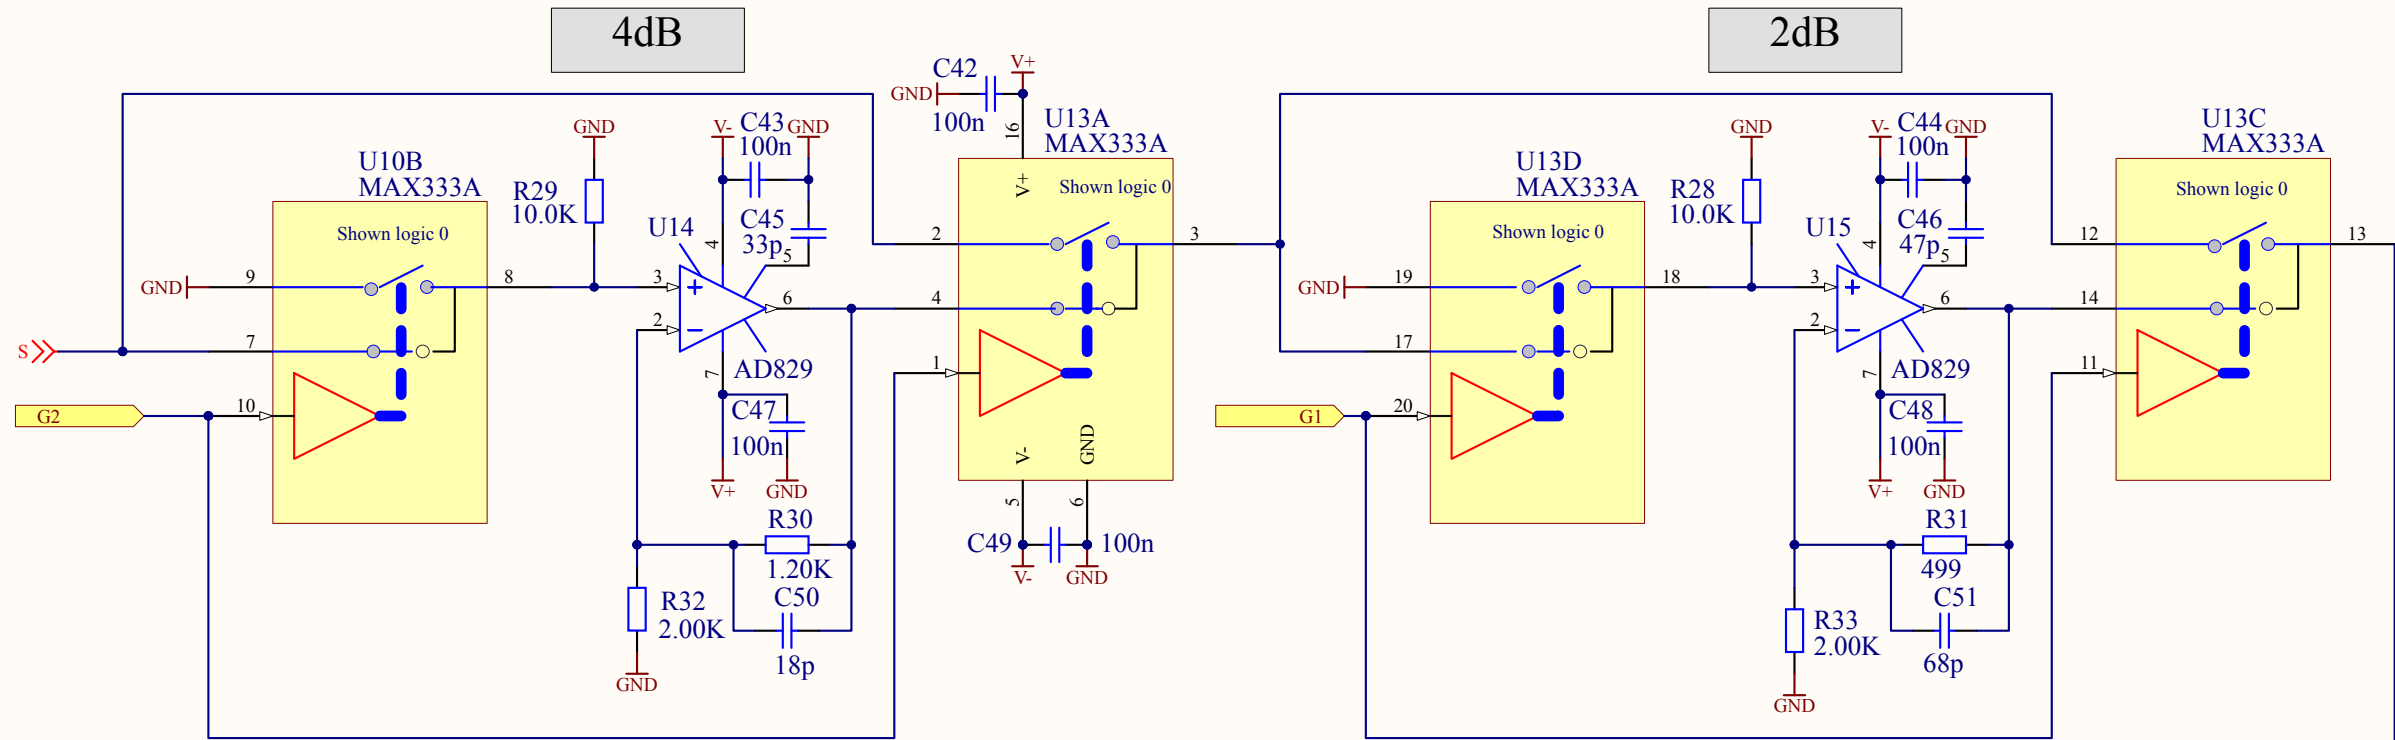 4dB
2dB
S
G2
U10B
MAX333A
Shown logic 0
GND
9
8
7
10
GND
R29
10.0K
U14
V-
C43
100n
GND
C45
33p
4
5
3
2
6
7
AD829
C47
100n
V+
GND
R30
1.20K
C50
18p
R32
2.00K
GND
C42
V+
GND
100n
16
U13A
MAX333A
V+
Shown logic 0
2
3
4
1
V-
GND
5
6
C49
100n
V-
GND
G1
U13D
MAX333A
Shown logic 0
GND
19
18
17
20
GND
R28
10.0K
U15
V-
C44
100n
GND
C46
47p
4
5
3
2
6
7
AD829
C48
100n
V+
GND
R31
499
C51
68p
R33
2.00K
GND
U13C
MAX333A
Shown logic 0
12
13
14
11